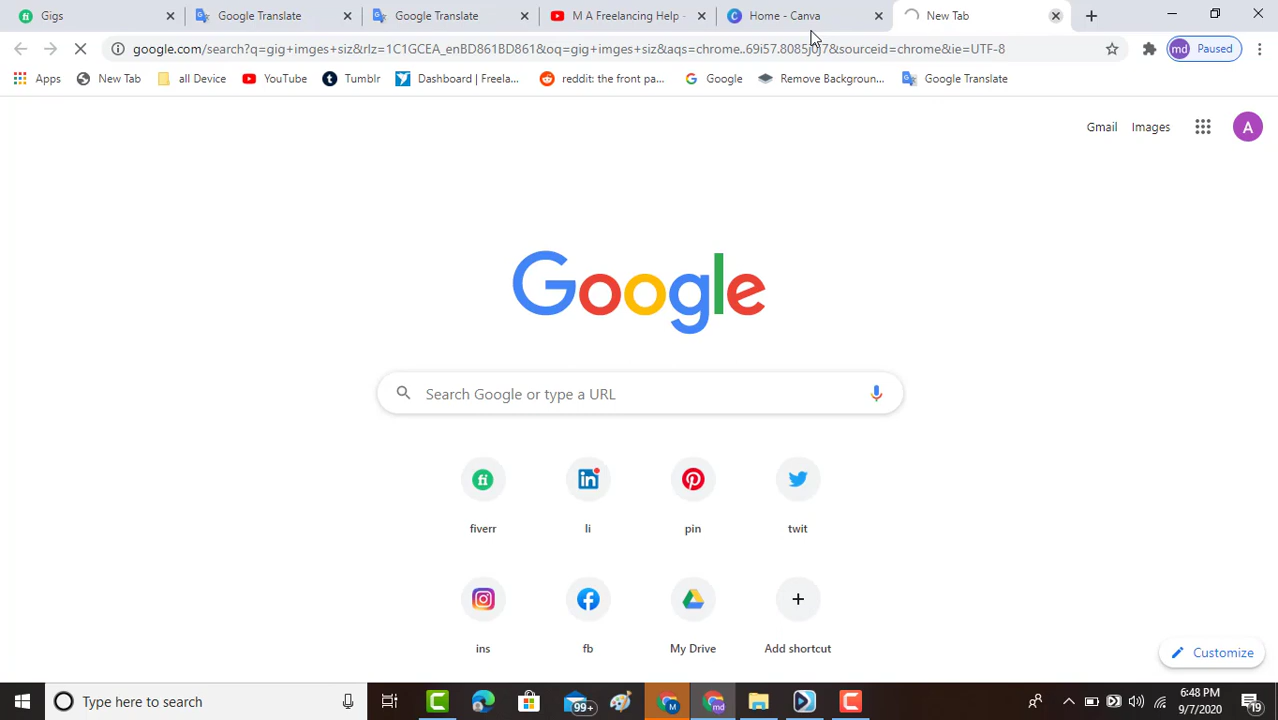 Gigs
Google Translate
Google Translate
M A Freelancing Help -
Home - Canva
New Tab
google.com/search?q=gig+imges+siz&rlz=1C1GCEA_enBD861BD861&oq=gig+imges+siz&aqs=chrome..69i57.8085j0j7&sourceid=chrome&ie=UTF-8
md Paused
Apps
New Tab
all Device
YouTube
Tumblr
Dashboard | Freela...
reddit: the front pa...
Google
Remove Backgroun...
Google Translate
Gmail
Images
A
Google
Search Google or type a URL
fiverr
li
pin
twit
ins
fb
My Drive
Add shortcut
Customize
Type here to search
99+
M
md
6:48 PM
9/7/2020
19